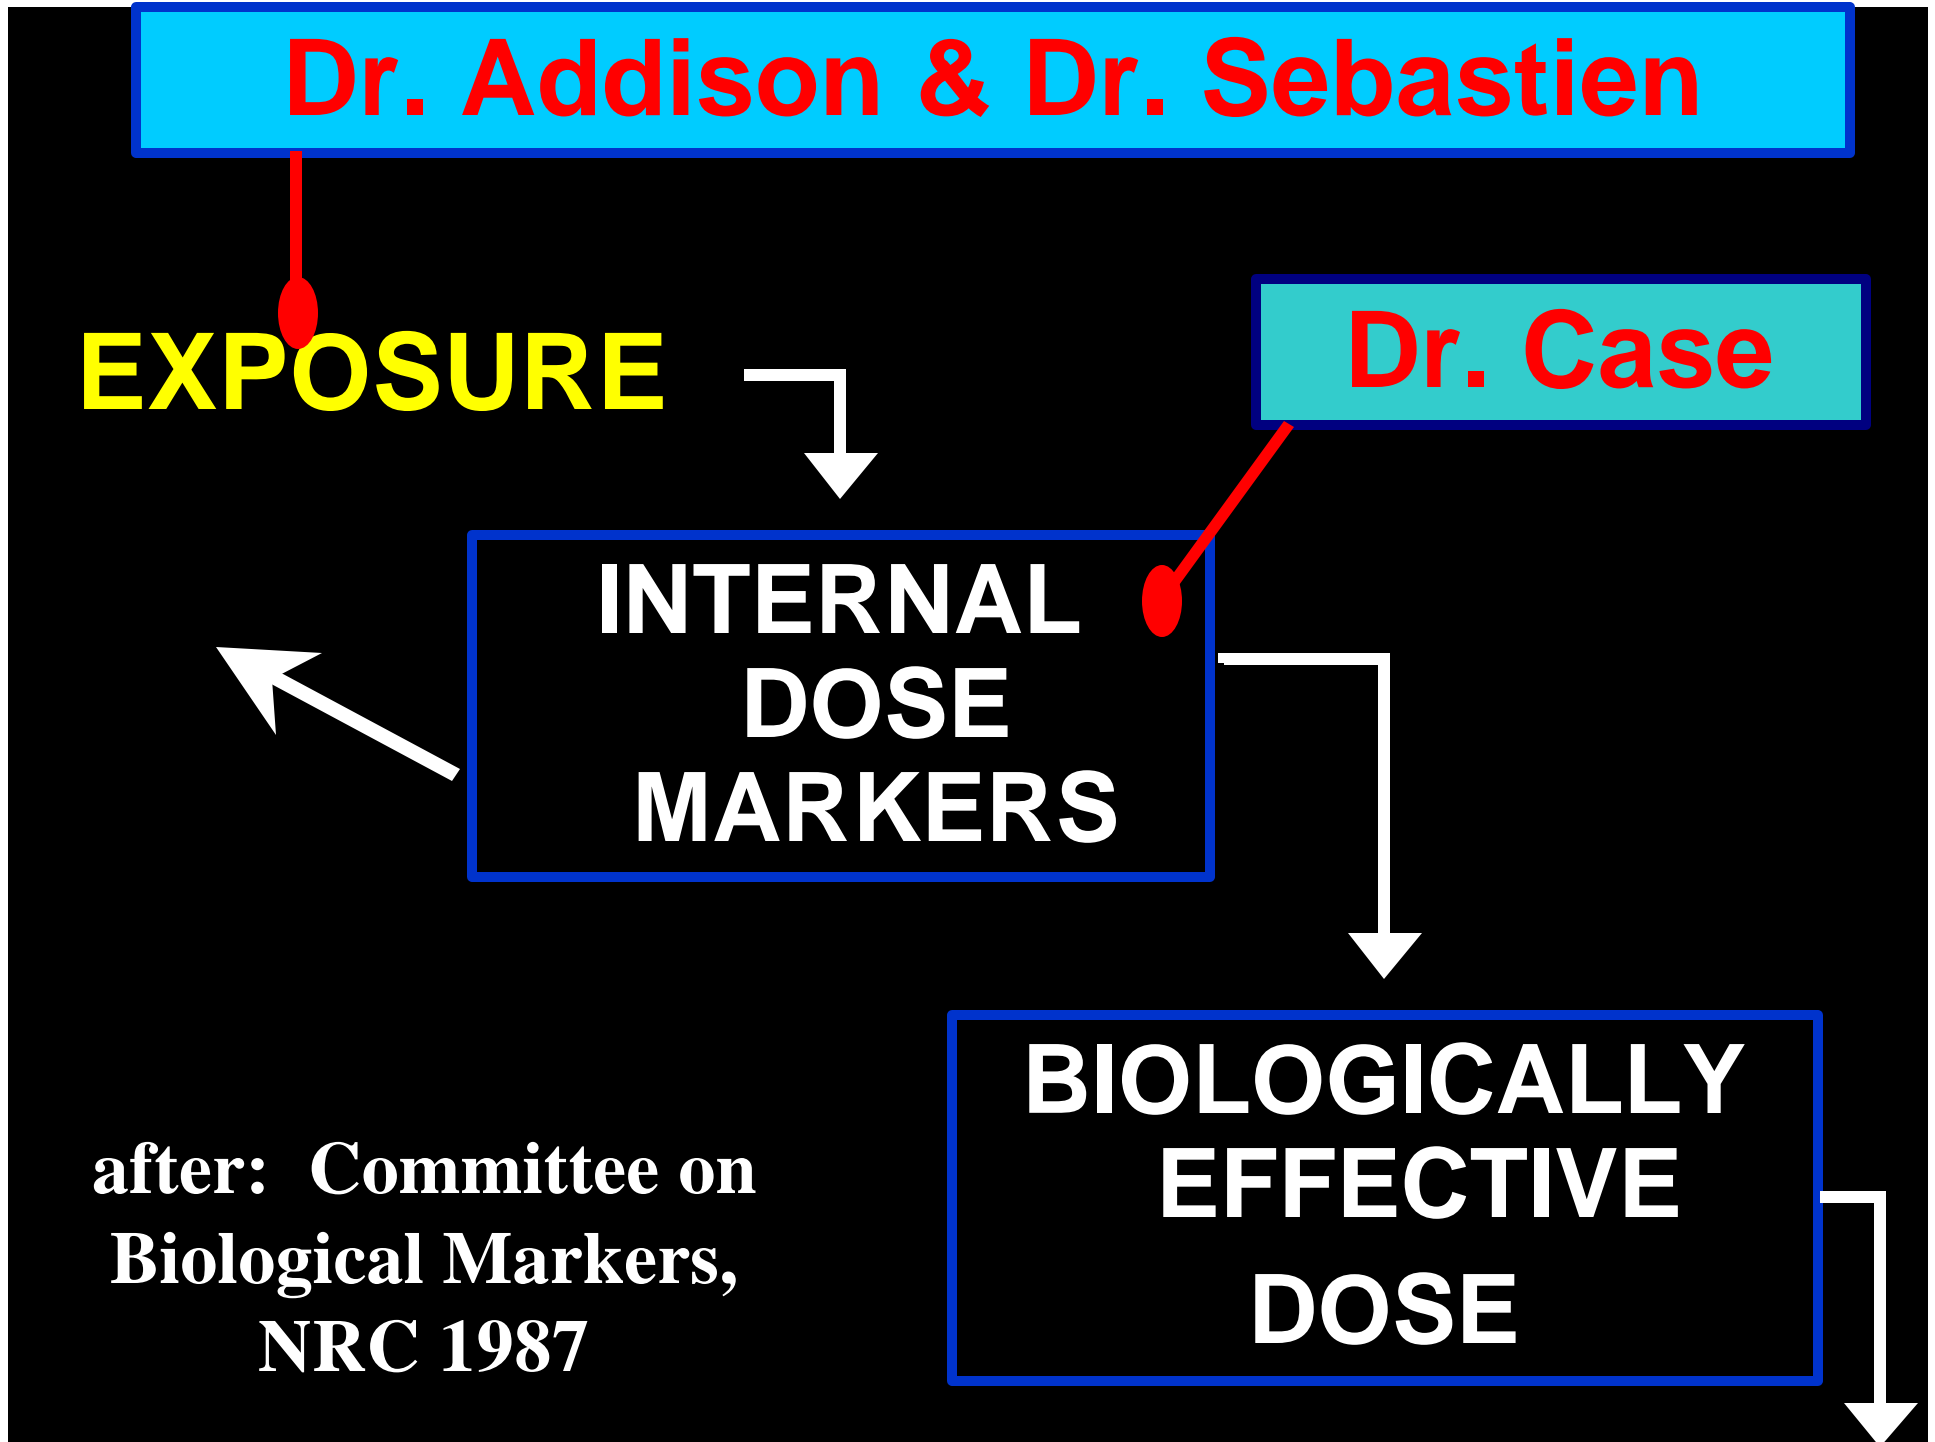 Dr. Addison & Dr. Sebastien
EXPOSURE
Dr. Case
INTERNAL
DOSE
MARKERS
BIOLOGICALLY
EFFECTIVE
DOSE
after:  Committee on
Biological Markers,
NRC 1987